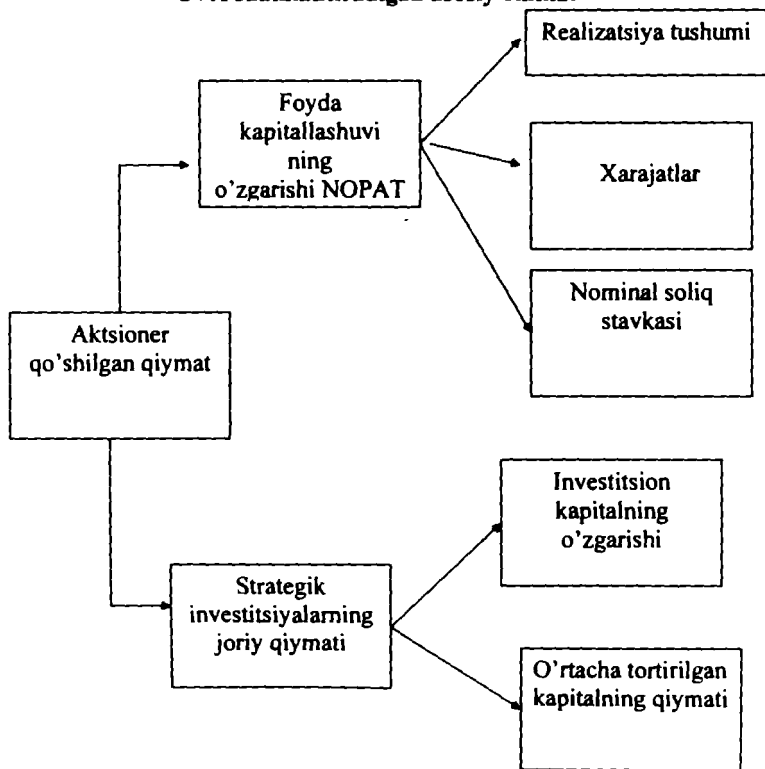 Realizatsiya tushumi
Foyda
kapitallashuvi
ning
o'zgarishi NOPAT
Xarajatlar
Nominal soliq
stavkasi
Aktsioner
qo'shilgan qiymat
Investitsion
kapitalning
o'zgarishi
Strategik
investitsiyalarning
joriy qiymati
O'rtacha tortirilgan
kapitalning qiymati